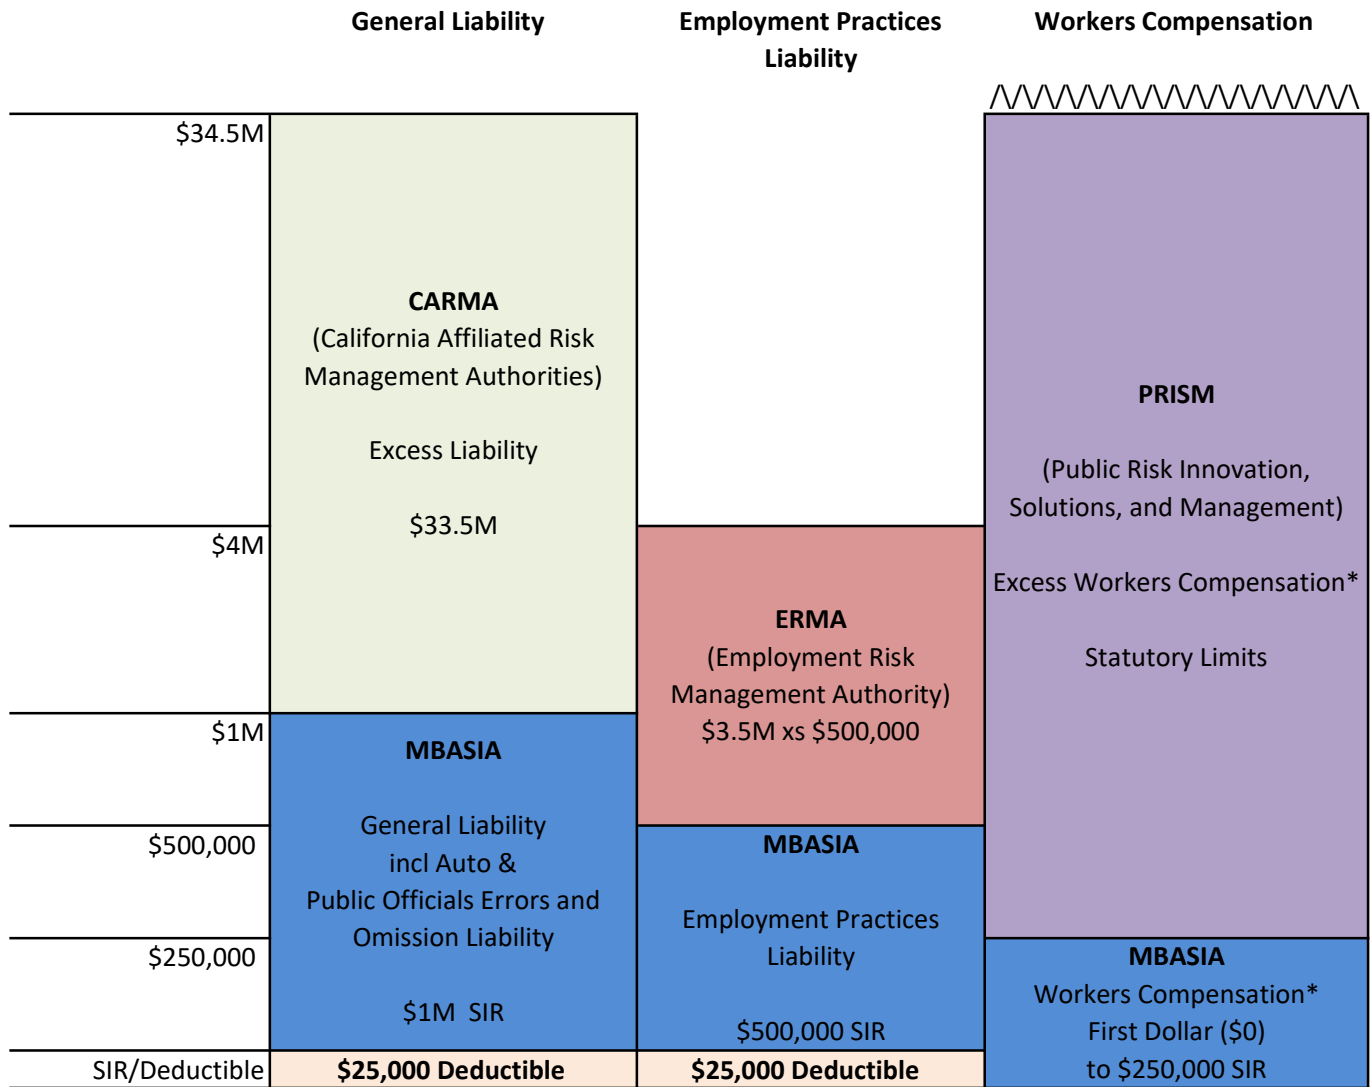 General Liability
Employment Practices
Liability
Workers Compensation
/\/\/\/\/\/\/\/\/\/\/\/\/\/\/\/\/\
$34.5M
CARMA
(California Affiliated Risk
Management Authorities)
Excess Liability
$33.5M
PRISM
(Public Risk Innovation,
Solutions, and Management)
Excess Workers Compensation*
Statutory Limits
$4M
ERMA
(Employment Risk
Management Authority)
$3.5M xs $500,000
$1M
MBASIA
General Liability
incl Auto &
Public Officials Errors and
Omission Liability
$1M  SIR
$500,000
MBASIA
Employment Practices
Liability
$500,000 SIR
$250,000
MBASIA
Workers Compensation*
First Dollar ($0)
to $250,000 SIR
SIR/Deductible
$25,000 Deductible
$25,000 Deductible